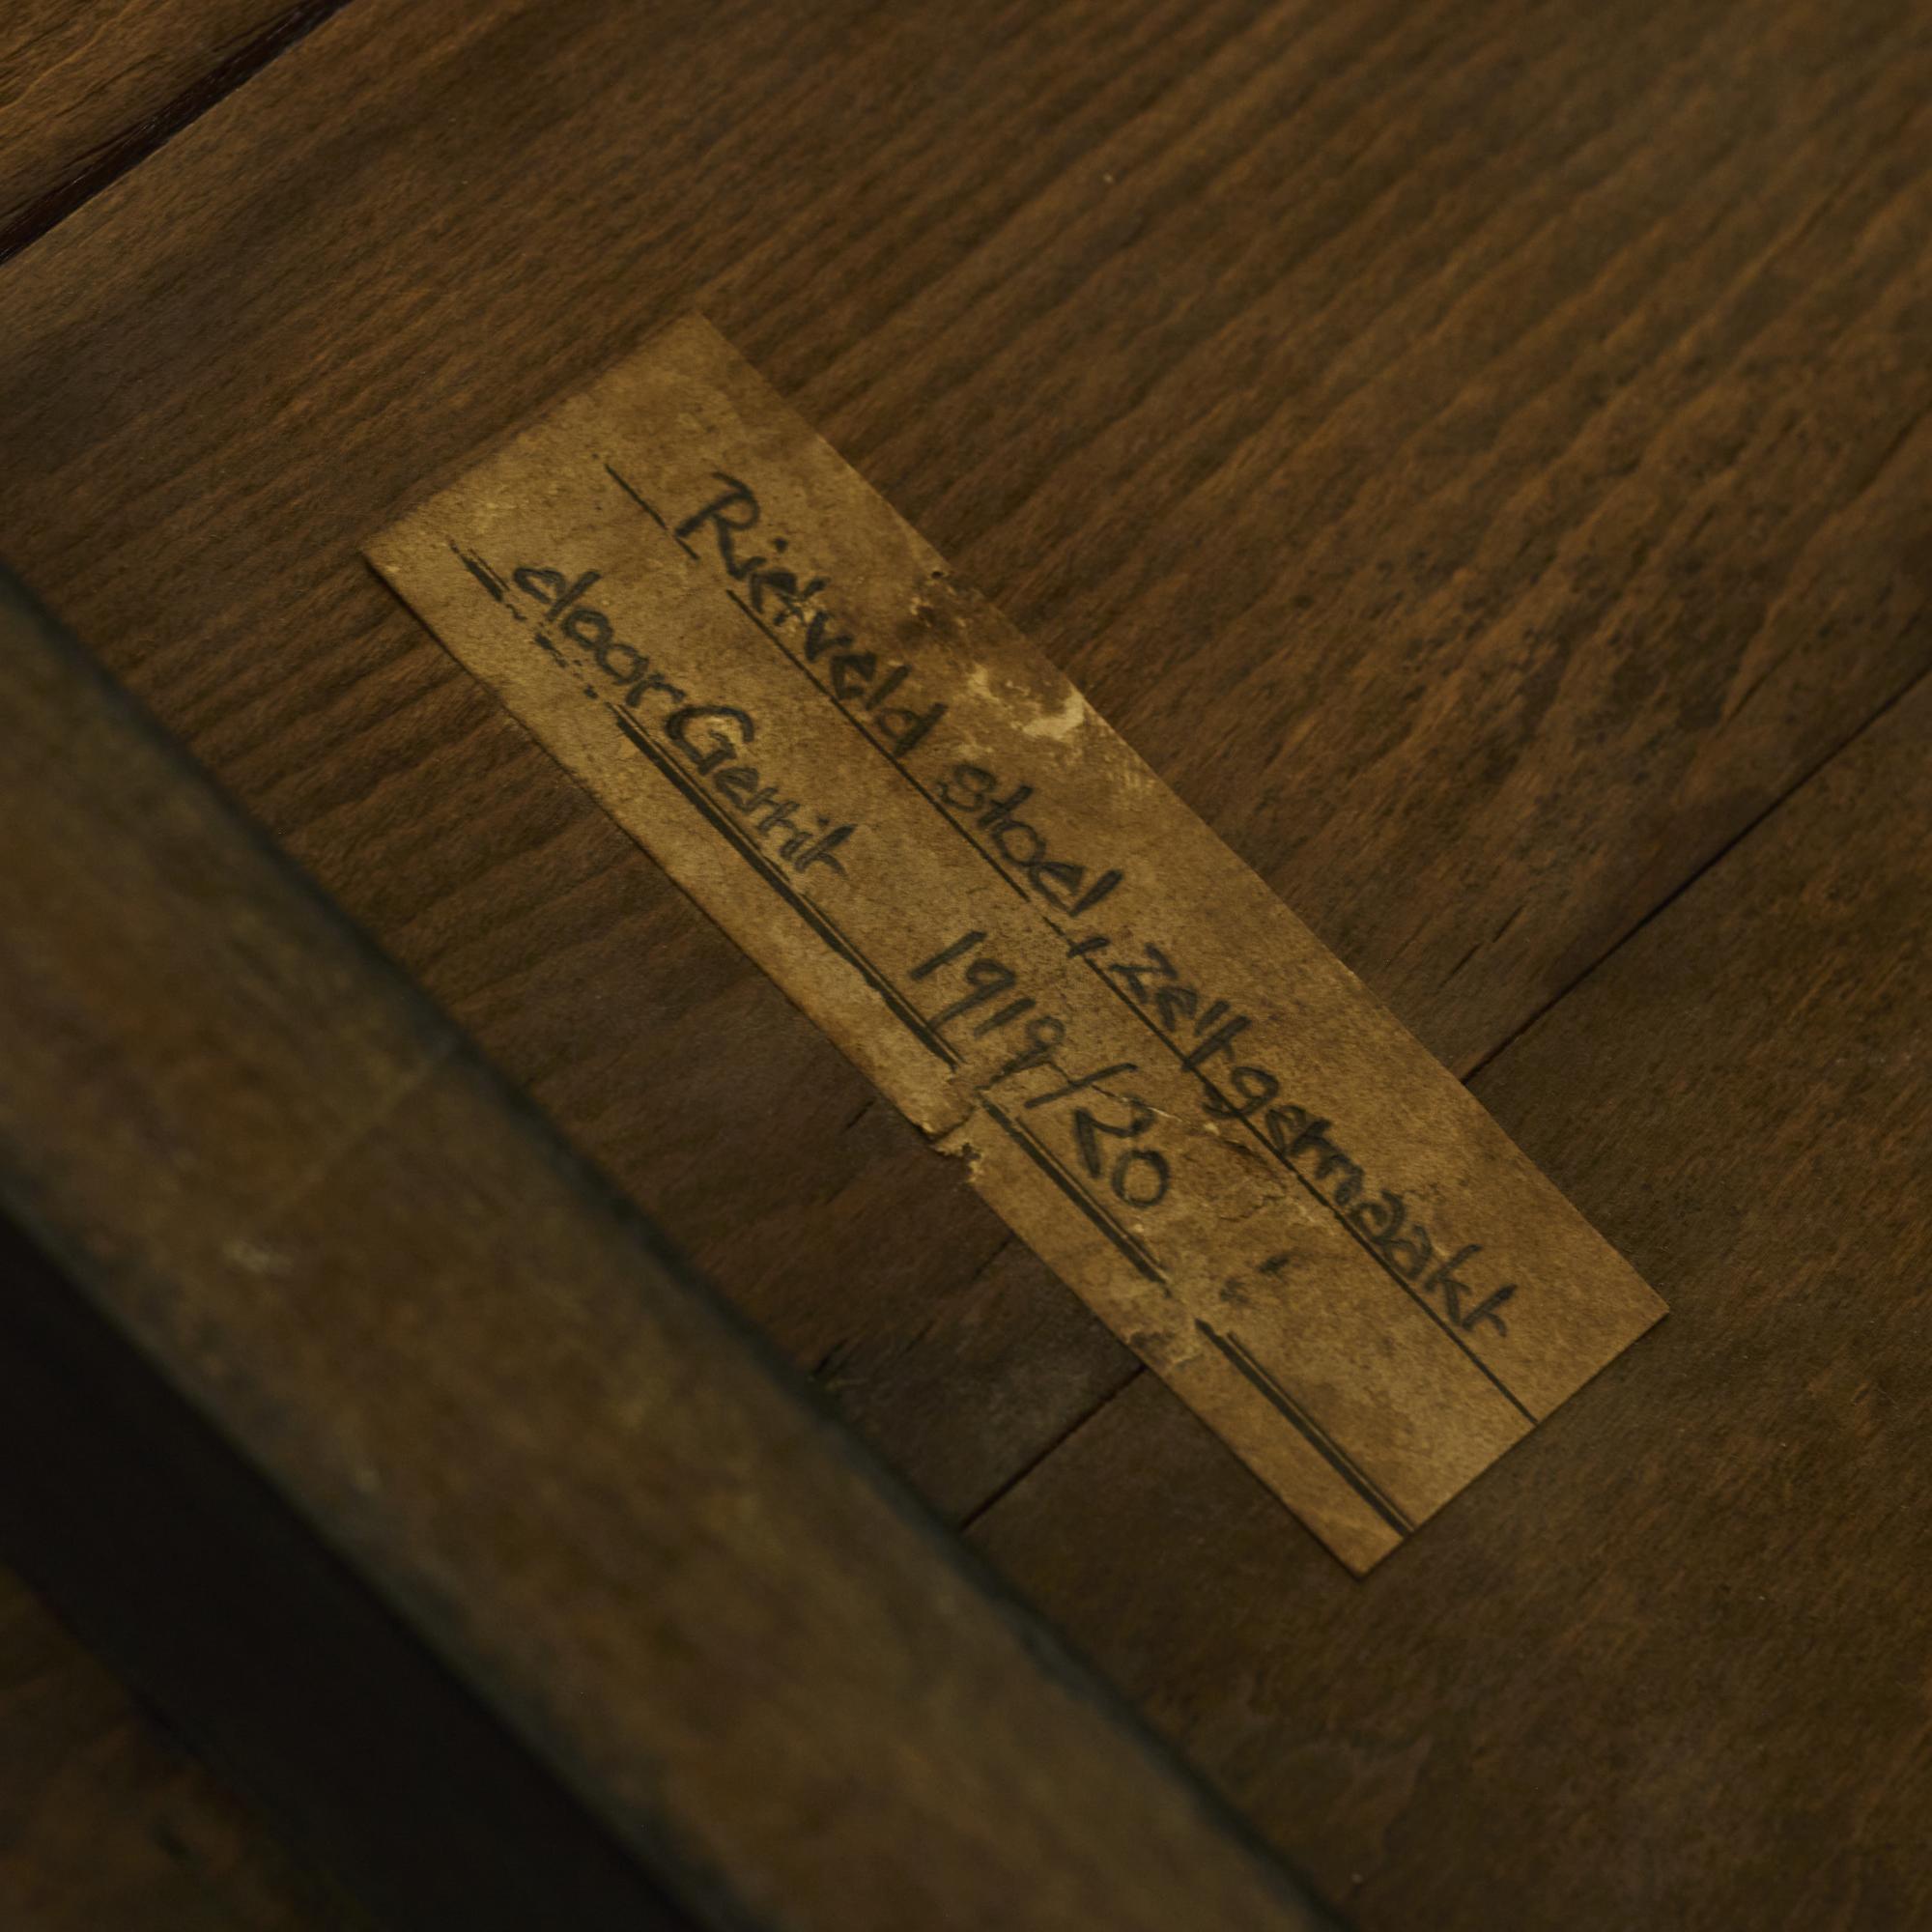 Rietveld stoel, zelfgemaakt
door Gerrit 1919/20